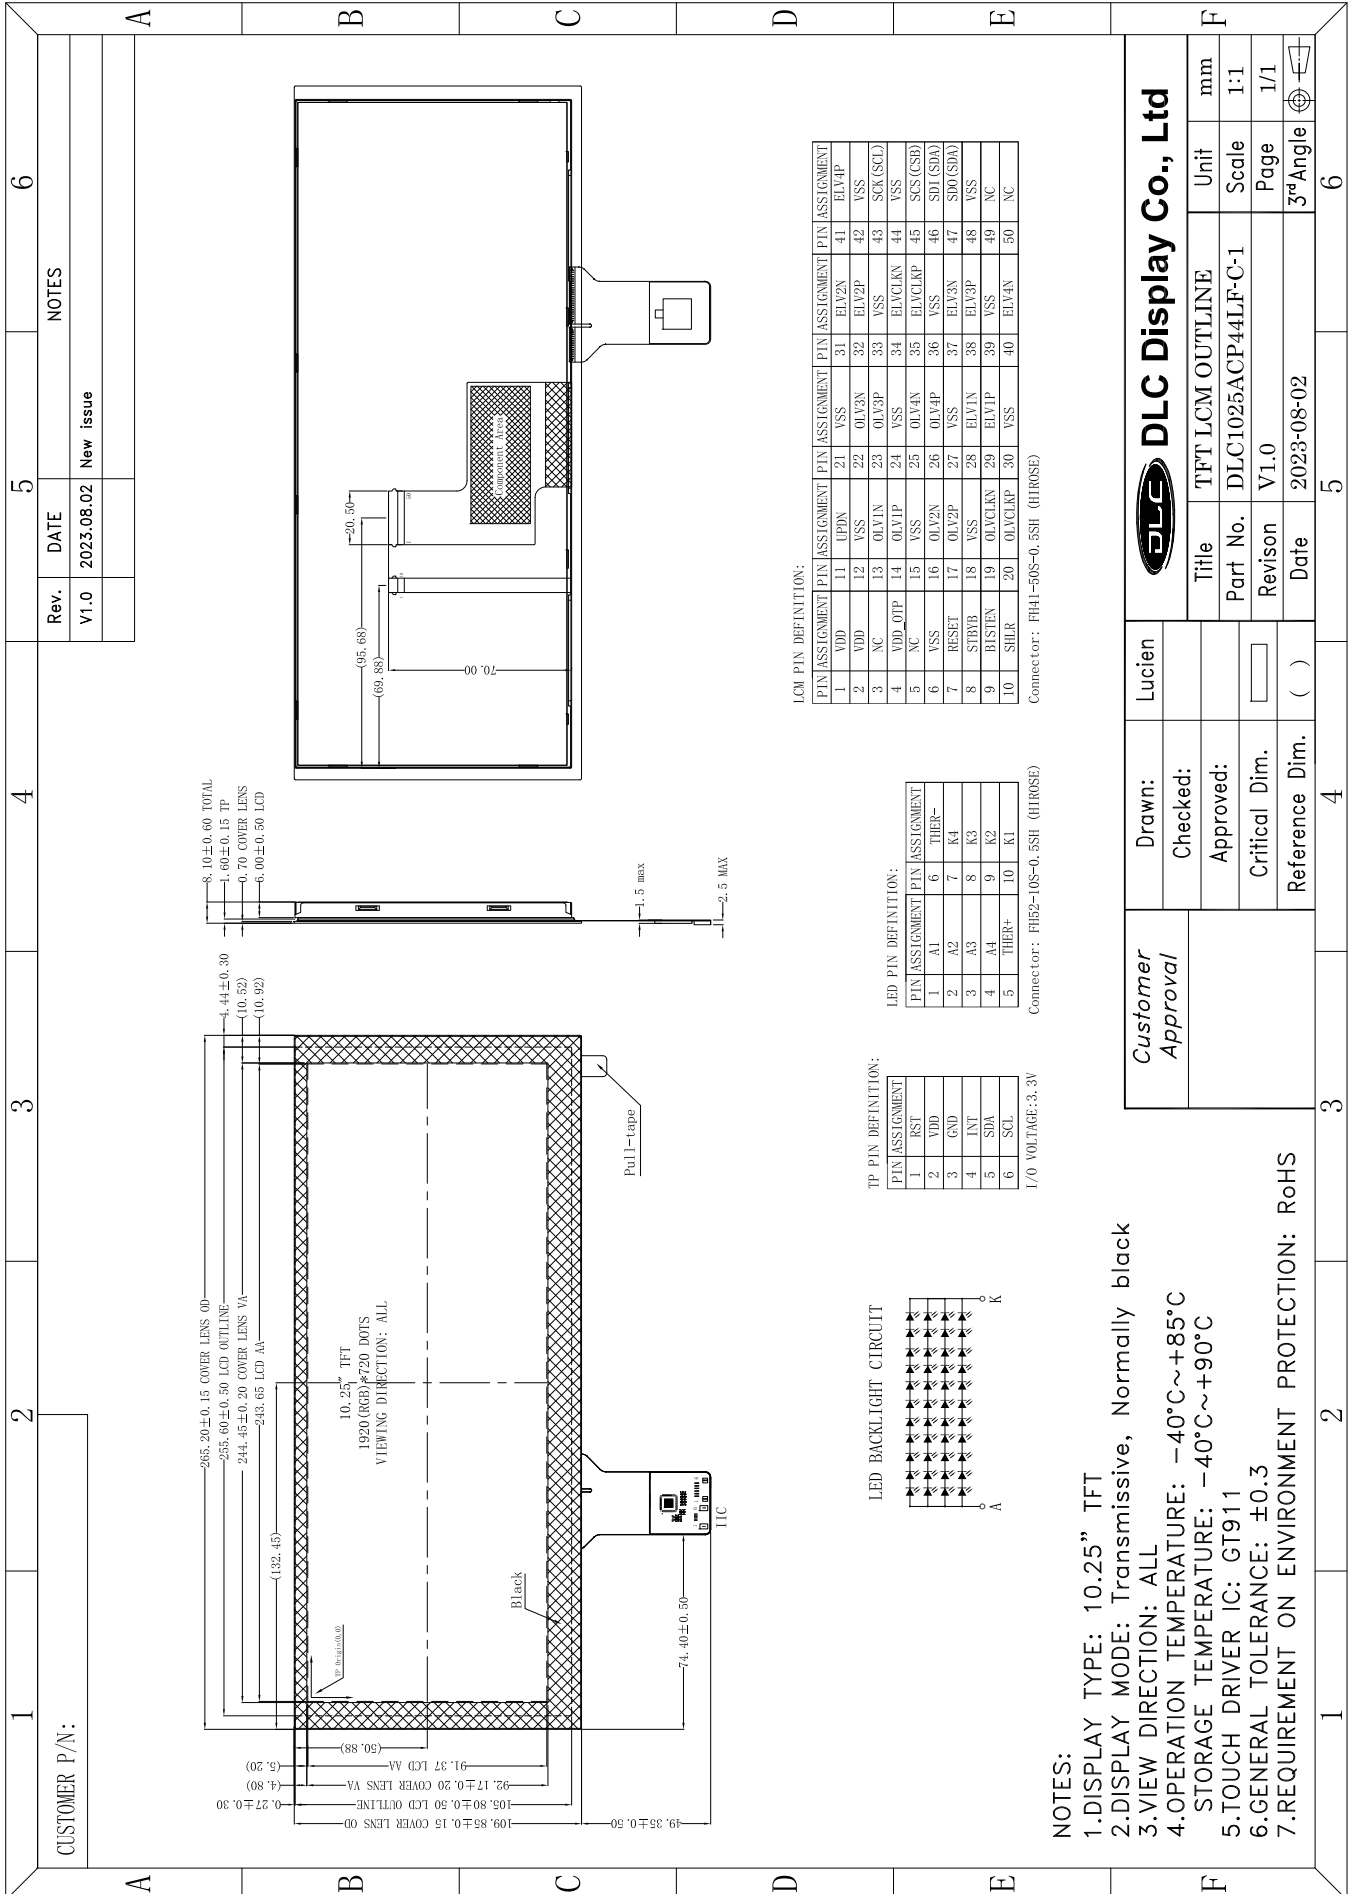 1
2
3
4
5
6
A
B
C
D
E
F
CUSTOMER P/N:
Rev.
DATE
NOTES
V1.0
2023.08.02
New issue
265.20±0.15 COVER LENS OD
255.60±0.50 LCD OUTLINE
244.45±0.20 COVER LENS VA
243.65 LCD AA
(132.45)
4.44±0.30
(10.52)
(10.92)
109.85±0.15 COVER LENS OD
105.80±0.50 LCD OUTLINE
92.17±0.20 COVER LENS VA
91.37 LCD AA
(50.88)
0.27±0.30
(4.80)
(5.20)
49.35±0.50
TP Origin(0,0)
10.25" TFT
1920(RGB)*720 DOTS
VIEWING DIRECTION: ALL
Black
Pull-tape
74.40±0.50
IIC
8.10±0.60 TOTAL
1.60±0.15 TP
0.70 COVER LENS
6.00±0.50 LCD
1.5 max
2.5 MAX
(95.68)
20.50
(69.88)
70.00
1
50
Component Area
LED BACKLIGHT CIRCUIT
A
K
TP PIN DEFINITION:
PIN ASSIGNMENT
1 RST
2 VDD
3 GND
4 INT
5 SDA
6 SCL
I/O VOLTAGE:3.3V
LED PIN DEFINITION:
PIN ASSIGNMENT PIN ASSIGNMENT
1 A1 6 THER-
2 A2 7 K4
3 A3 8 K3
4 A4 9 K2
5 THER+ 10 K1
Connector: FH52-10S-0.5SH (HIROSE)
LCM PIN DEFINITION:
PIN ASSIGNMENT PIN ASSIGNMENT PIN ASSIGNMENT PIN ASSIGNMENT PIN ASSIGNMENT
1 VDD 11 UPDN 21 VSS 31 ELV2N 41 ELV4P
2 VDD 12 VSS 22 OLV3N 32 ELV2P 42 VSS
3 NC 13 OLV1N 23 OLV3P 33 VSS 43 SCK(SCL)
4 VDD_OTP 14 OLV1P 24 VSS 34 ELVCLKN 44 VSS
5 NC 15 VSS 25 OLV4N 35 ELVCLKP 45 SCS(CSB)
6 VSS 16 OLV2N 26 OLV4P 36 VSS 46 SDI(SDA)
7 RESET 17 OLV2P 27 VSS 37 ELV3N 47 SDO(SDA)
8 STBYB 18 VSS 28 ELV1N 38 ELV3P 48 VSS
9 BISTEN 19 OLVCLKN 29 ELV1P 39 VSS 49 NC
10 SHLR 20 OLVCLKP 30 VSS 40 ELV4N 50 NC
Connector: FH41-50S-0.5SH (HIROSE)
NOTES:
1.DISPLAY TYPE: 10.25" TFT
2.DISPLAY MODE: Transmissive, Normally black
3.VIEW DIRECTION: ALL
4.OPERATION TEMPERATURE: -40°C~+85°C
STORAGE TEMPERATURE: -40°C~+90°C
5.TOUCH DRIVER IC: GT911
6.GENERAL TOLERANCE: ±0.3
7.REQUIREMENT ON ENVIRONMENT PROTECTION: RoHS
Customer
Approval
Drawn: Lucien
Checked:
Approved:
Critical Dim.
Reference Dim. ( )
DLC
DLC Display Co., Ltd
Title TFT LCM OUTLINE Unit mm
Part No. DLC1025ACP44LF-C-1 Scale 1:1
Revison V1.0 Page 1/1
Date 2023-08-02 3rd Angle
1
2
3
4
5
6
A
B
C
D
E
F